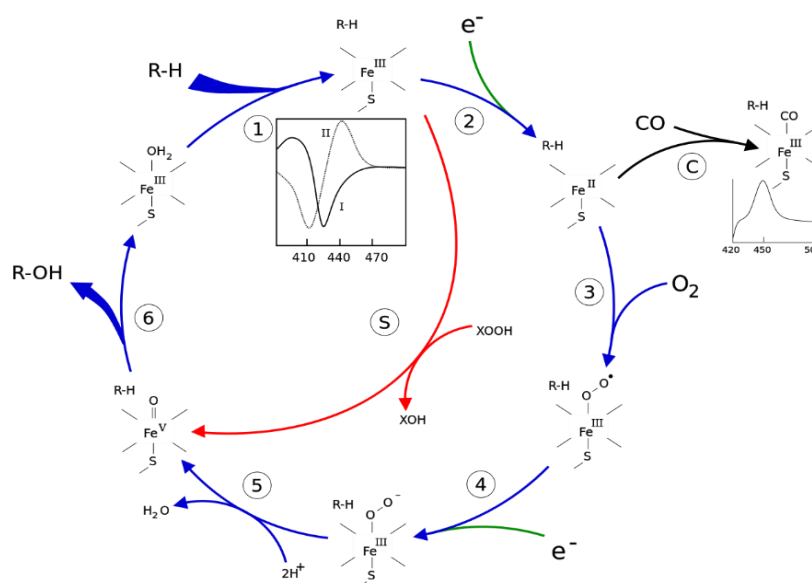 R-H
Fe III
S
e⁻
R-H
1
2
II
I
410 440 470
OH₂
Fe III
S
R-H
Fe II
S
CO
C
R-H
CO
Fe III
S
420 450 50
R-OH
6
S
3
O₂
XOOH
XOH
R-H
O
Fe V
S
R-H
O
O•
Fe III
S
5
4
H₂O
2H⁺
R-H
O
O⁻
Fe III
S
e⁻